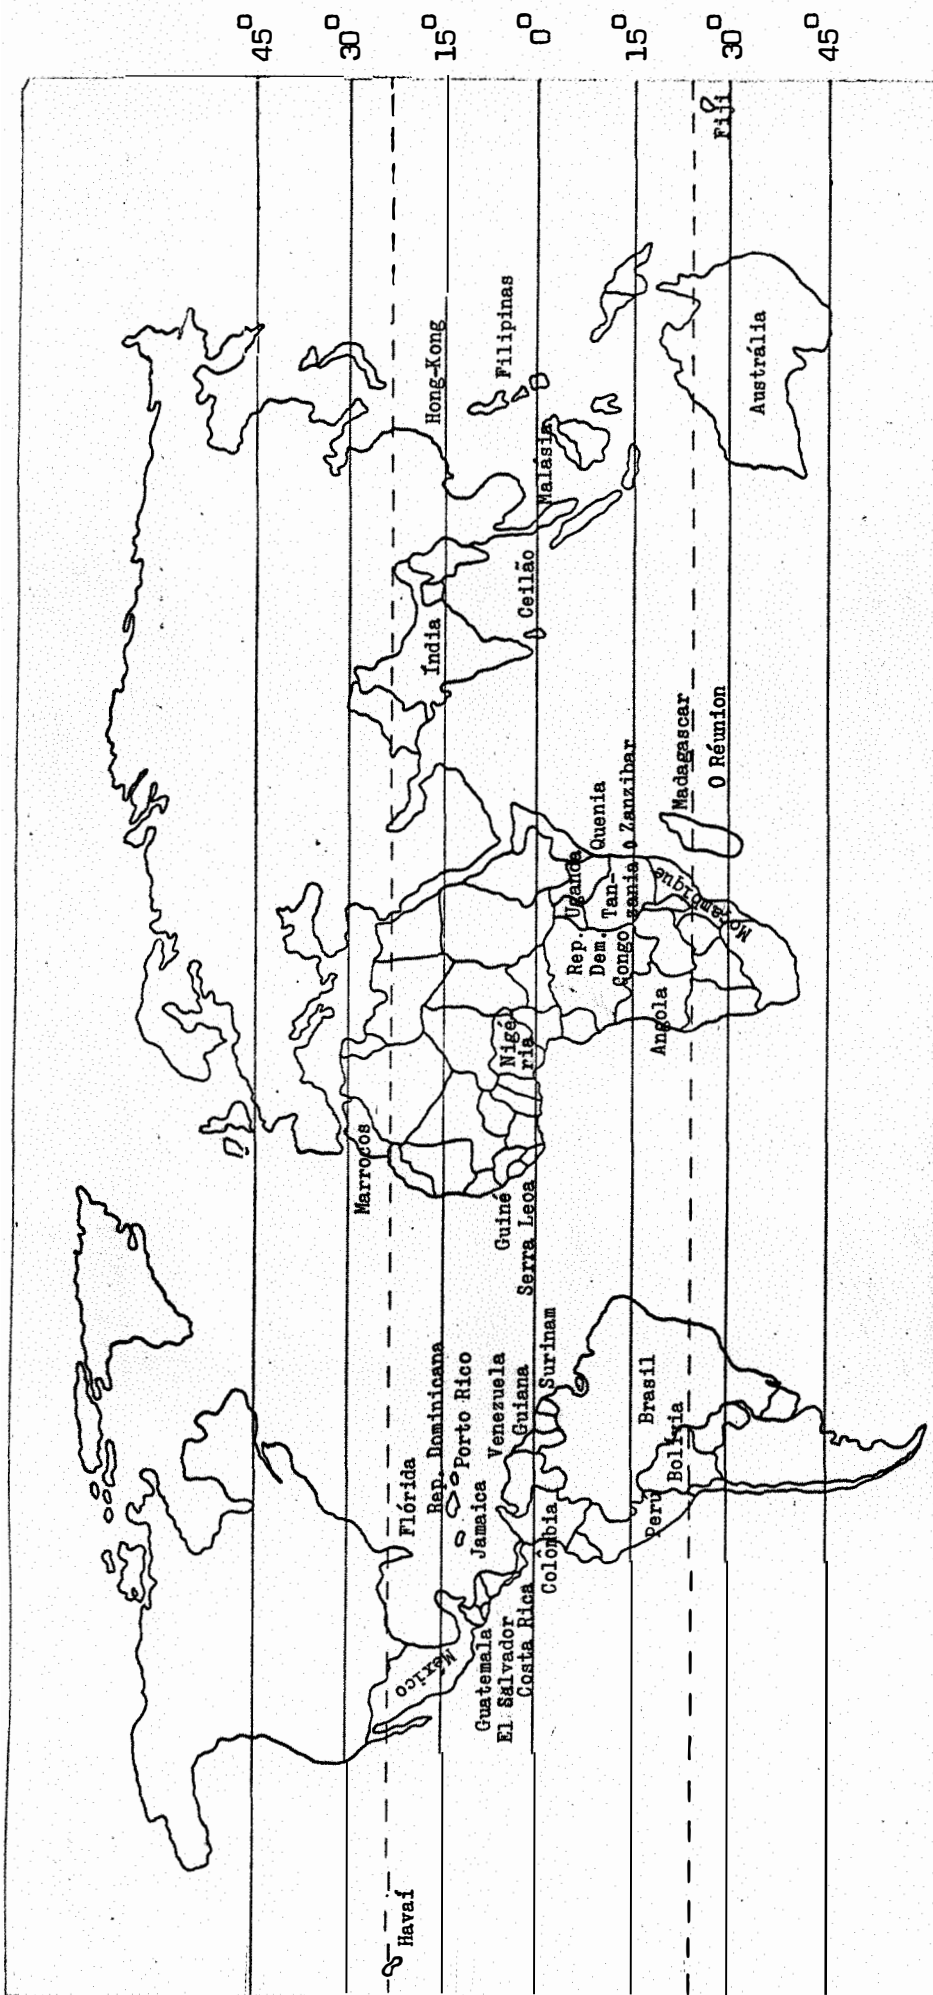 45°
30°
15°
0°
15°
30°
45°
Havaí
Flórida
México
Guatemala
El Salvador
Costa Rica
Rep. Dominicana
Porto Rico
Jamaica
Venezuela
Guiana
Surinam
Colômbia
Peru
Bolívia
Brasil
Marrocos
Guiné
Serra Leoa
Nigé
ria
Rep.
Dem.
Congo
Uganda
Tan-
zania
Quenia
Zanzibar
Angola
Moçambique
Madagascar
Réunion
Índia
Ceilão
Hong-Kong
Filipinas
Malásia
Austrália
Fiji